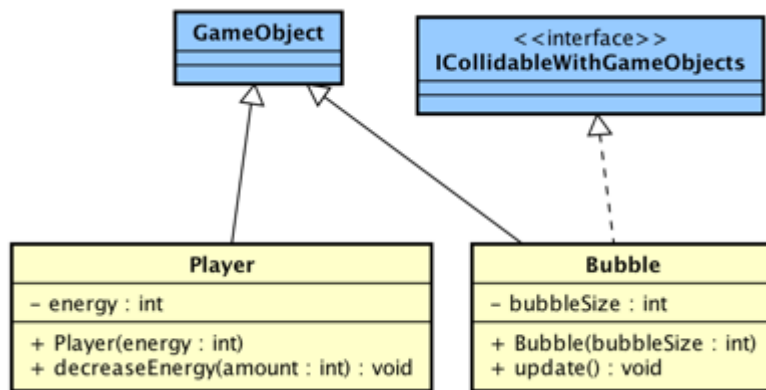 GameObject
<<interface>>
ICollidableWithGameObjects
Player
– energy : int
+ Player(energy : int)
+ decreaseEnergy(amount : int) : void
Bubble
– bubbleSize : int
+ Bubble(bubbleSize : int)
+ update() : void